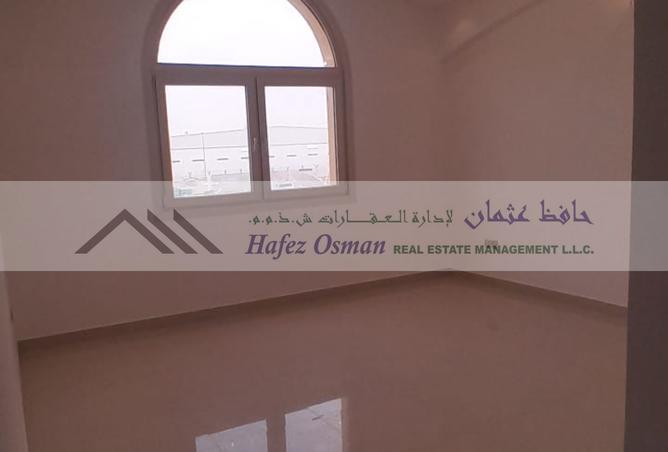 حافظ عثمان لإدارة العقارات ش.ذ.م.م.
Hafez Osman REAL ESTATE MANAGEMENT L.L.C.